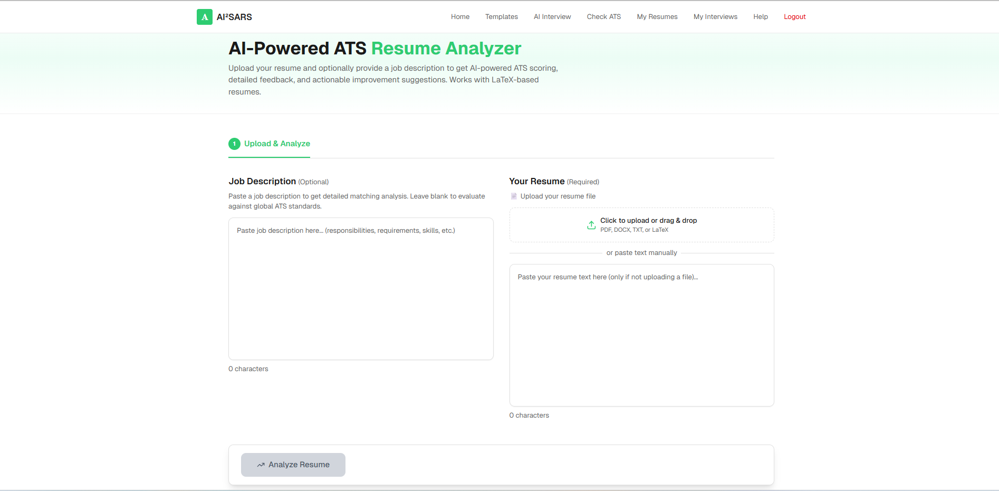 A AI²SARS
Home Templates AI Interview Check ATS My Resumes My Interviews Help Logout
AI-Powered ATS Resume Analyzer
Upload your resume and optionally provide a job description to get AI-powered ATS scoring,
detailed feedback, and actionable improvement suggestions. Works with LaTeX-based
resumes.
1 Upload & Analyze
Job Description (Optional)
Paste a job description to get detailed matching analysis. Leave blank to evaluate
against global ATS standards.
Paste job description here... (responsibilities, requirements, skills, etc.)
0 characters
Your Resume (Required)
Upload your resume file
Click to upload or drag & drop
PDF, DOCX, TXT, or LaTeX
or paste text manually
Paste your resume text here (only if not uploading a file)...
0 characters
Analyze Resume